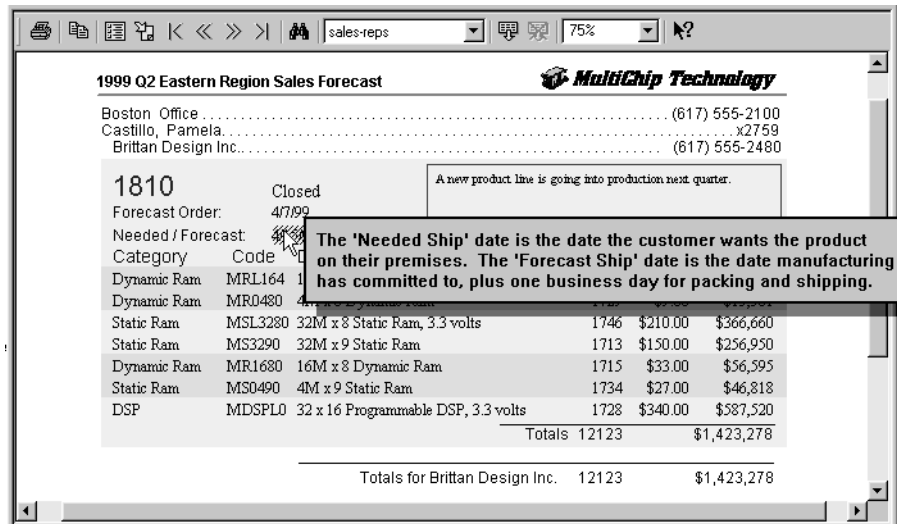 sales-reps 75%
1999 Q2 Eastern Region Sales Forecast MultiChip Technology
Boston Office (617) 555-2100
Castillo, Pamela x2759
Brittan Design Inc. (617) 555-2480
A new product line is going into production next quarter.
1810 Closed
Forecast Order: 4/7/99
Needed / Forecast:
The 'Needed Ship' date is the date the customer wants the product
on their premises. The 'Forecast Ship' date is the date manufacturing
has committed to, plus one business day for packing and shipping.
Category Code
Dynamic Ram MRL164
Dynamic Ram MR0480
Static Ram MSL3280 32M x 8 Static Ram, 3.3 volts 1746 $210.00 $366,660
Static Ram MS3290 32M x 9 Static Ram 1713 $150.00 $256,950
Dynamic Ram MR1680 16M x 8 Dynamic Ram 1715 $33.00 $56,595
Static Ram MS0490 4M x 9 Static Ram 1734 $27.00 $46,818
DSP MDSPL0 32 x 16 Programmable DSP, 3.3 volts 1728 $340.00 $587,520
Totals 12123 $1,423,278
Totals for Brittan Design Inc. 12123 $1,423,278